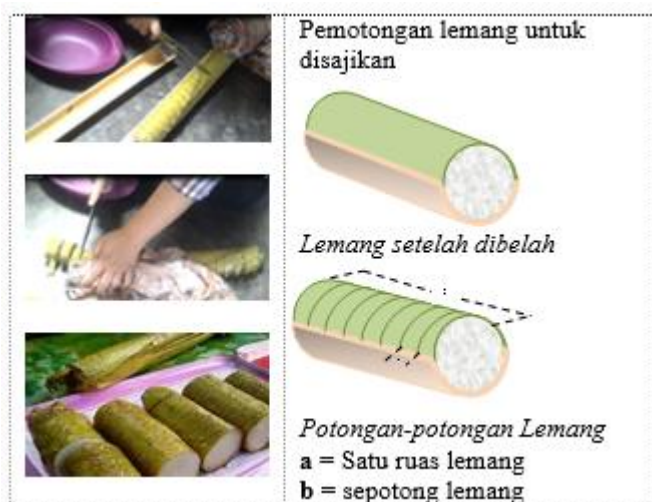 Pemotongan lemang untuk
disajikan
Lemang setelah dibelah
Potongan-potongan Lemang
a = Satu ruas lemang
b = sepotong lemang